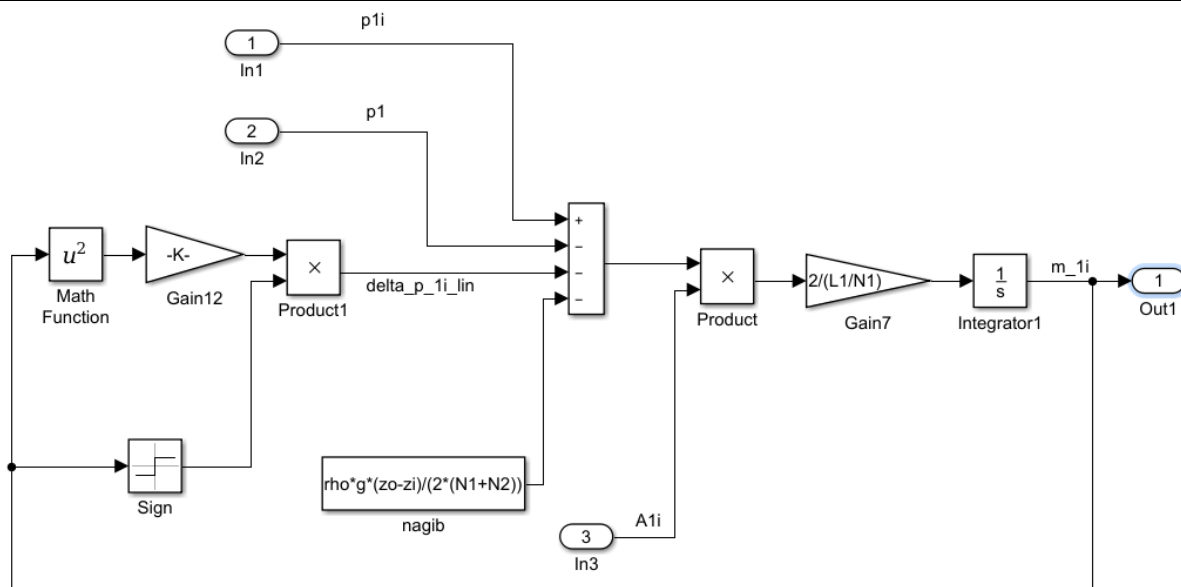 p1i
1
In1
p1
2
In2
+
−
−
−
u²
Math
Function
-K-
Gain12
×
Product1
delta_p_1i_lin
×
Product
2/(L1/N1)
Gain7
1
s
Integrator1
m_1i
1
Out1
Sign
rho*g*(zo-zi)/(2*(N1+N2))
nagib
A1i
3
In3